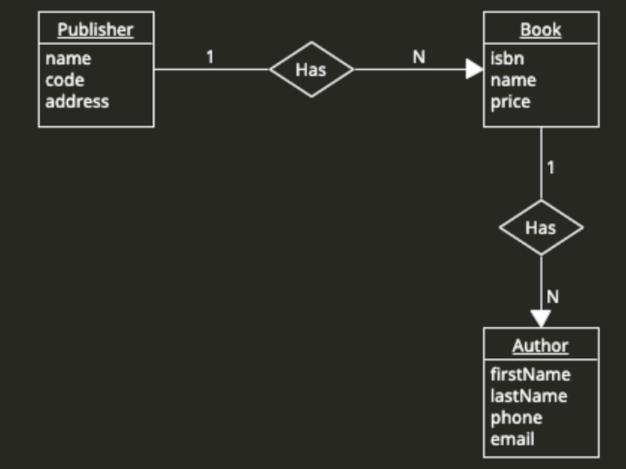 Publisher
name
code
address
1
Has
N
Book
isbn
name
price
1
Has
N
Author
firstName
lastName
phone
email